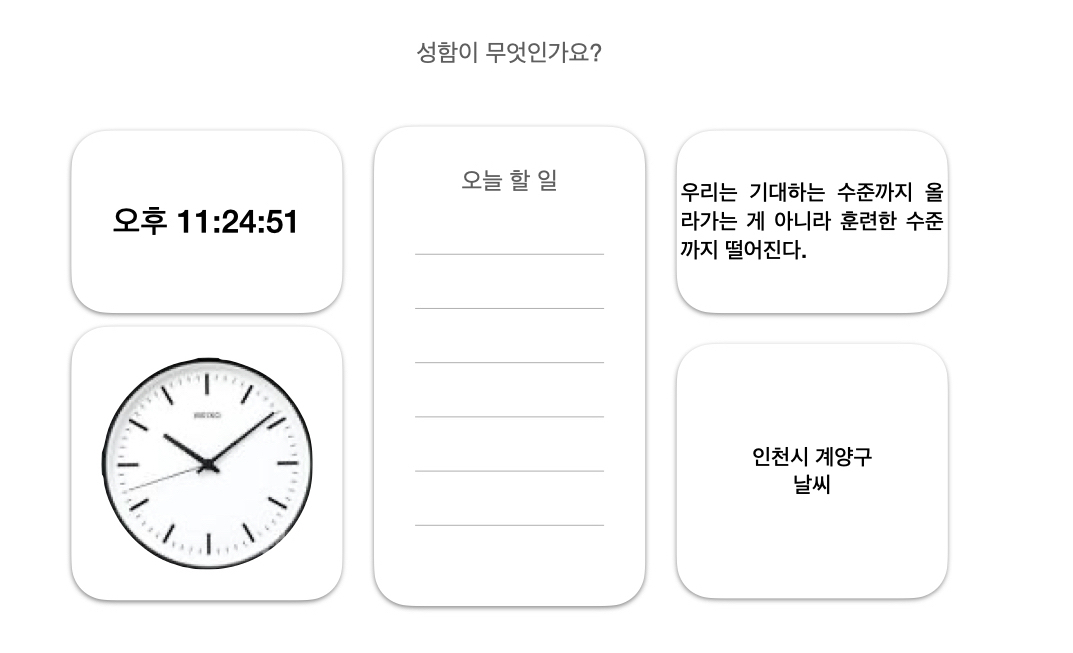 성함이 무엇인가요?
오후 11:24:51
SEIKO
오늘 할 일
우리는 기대하는 수준까지 올
라가는 게 아니라 훈련한 수준
까지 떨어진다.
인천시 계양구
날씨